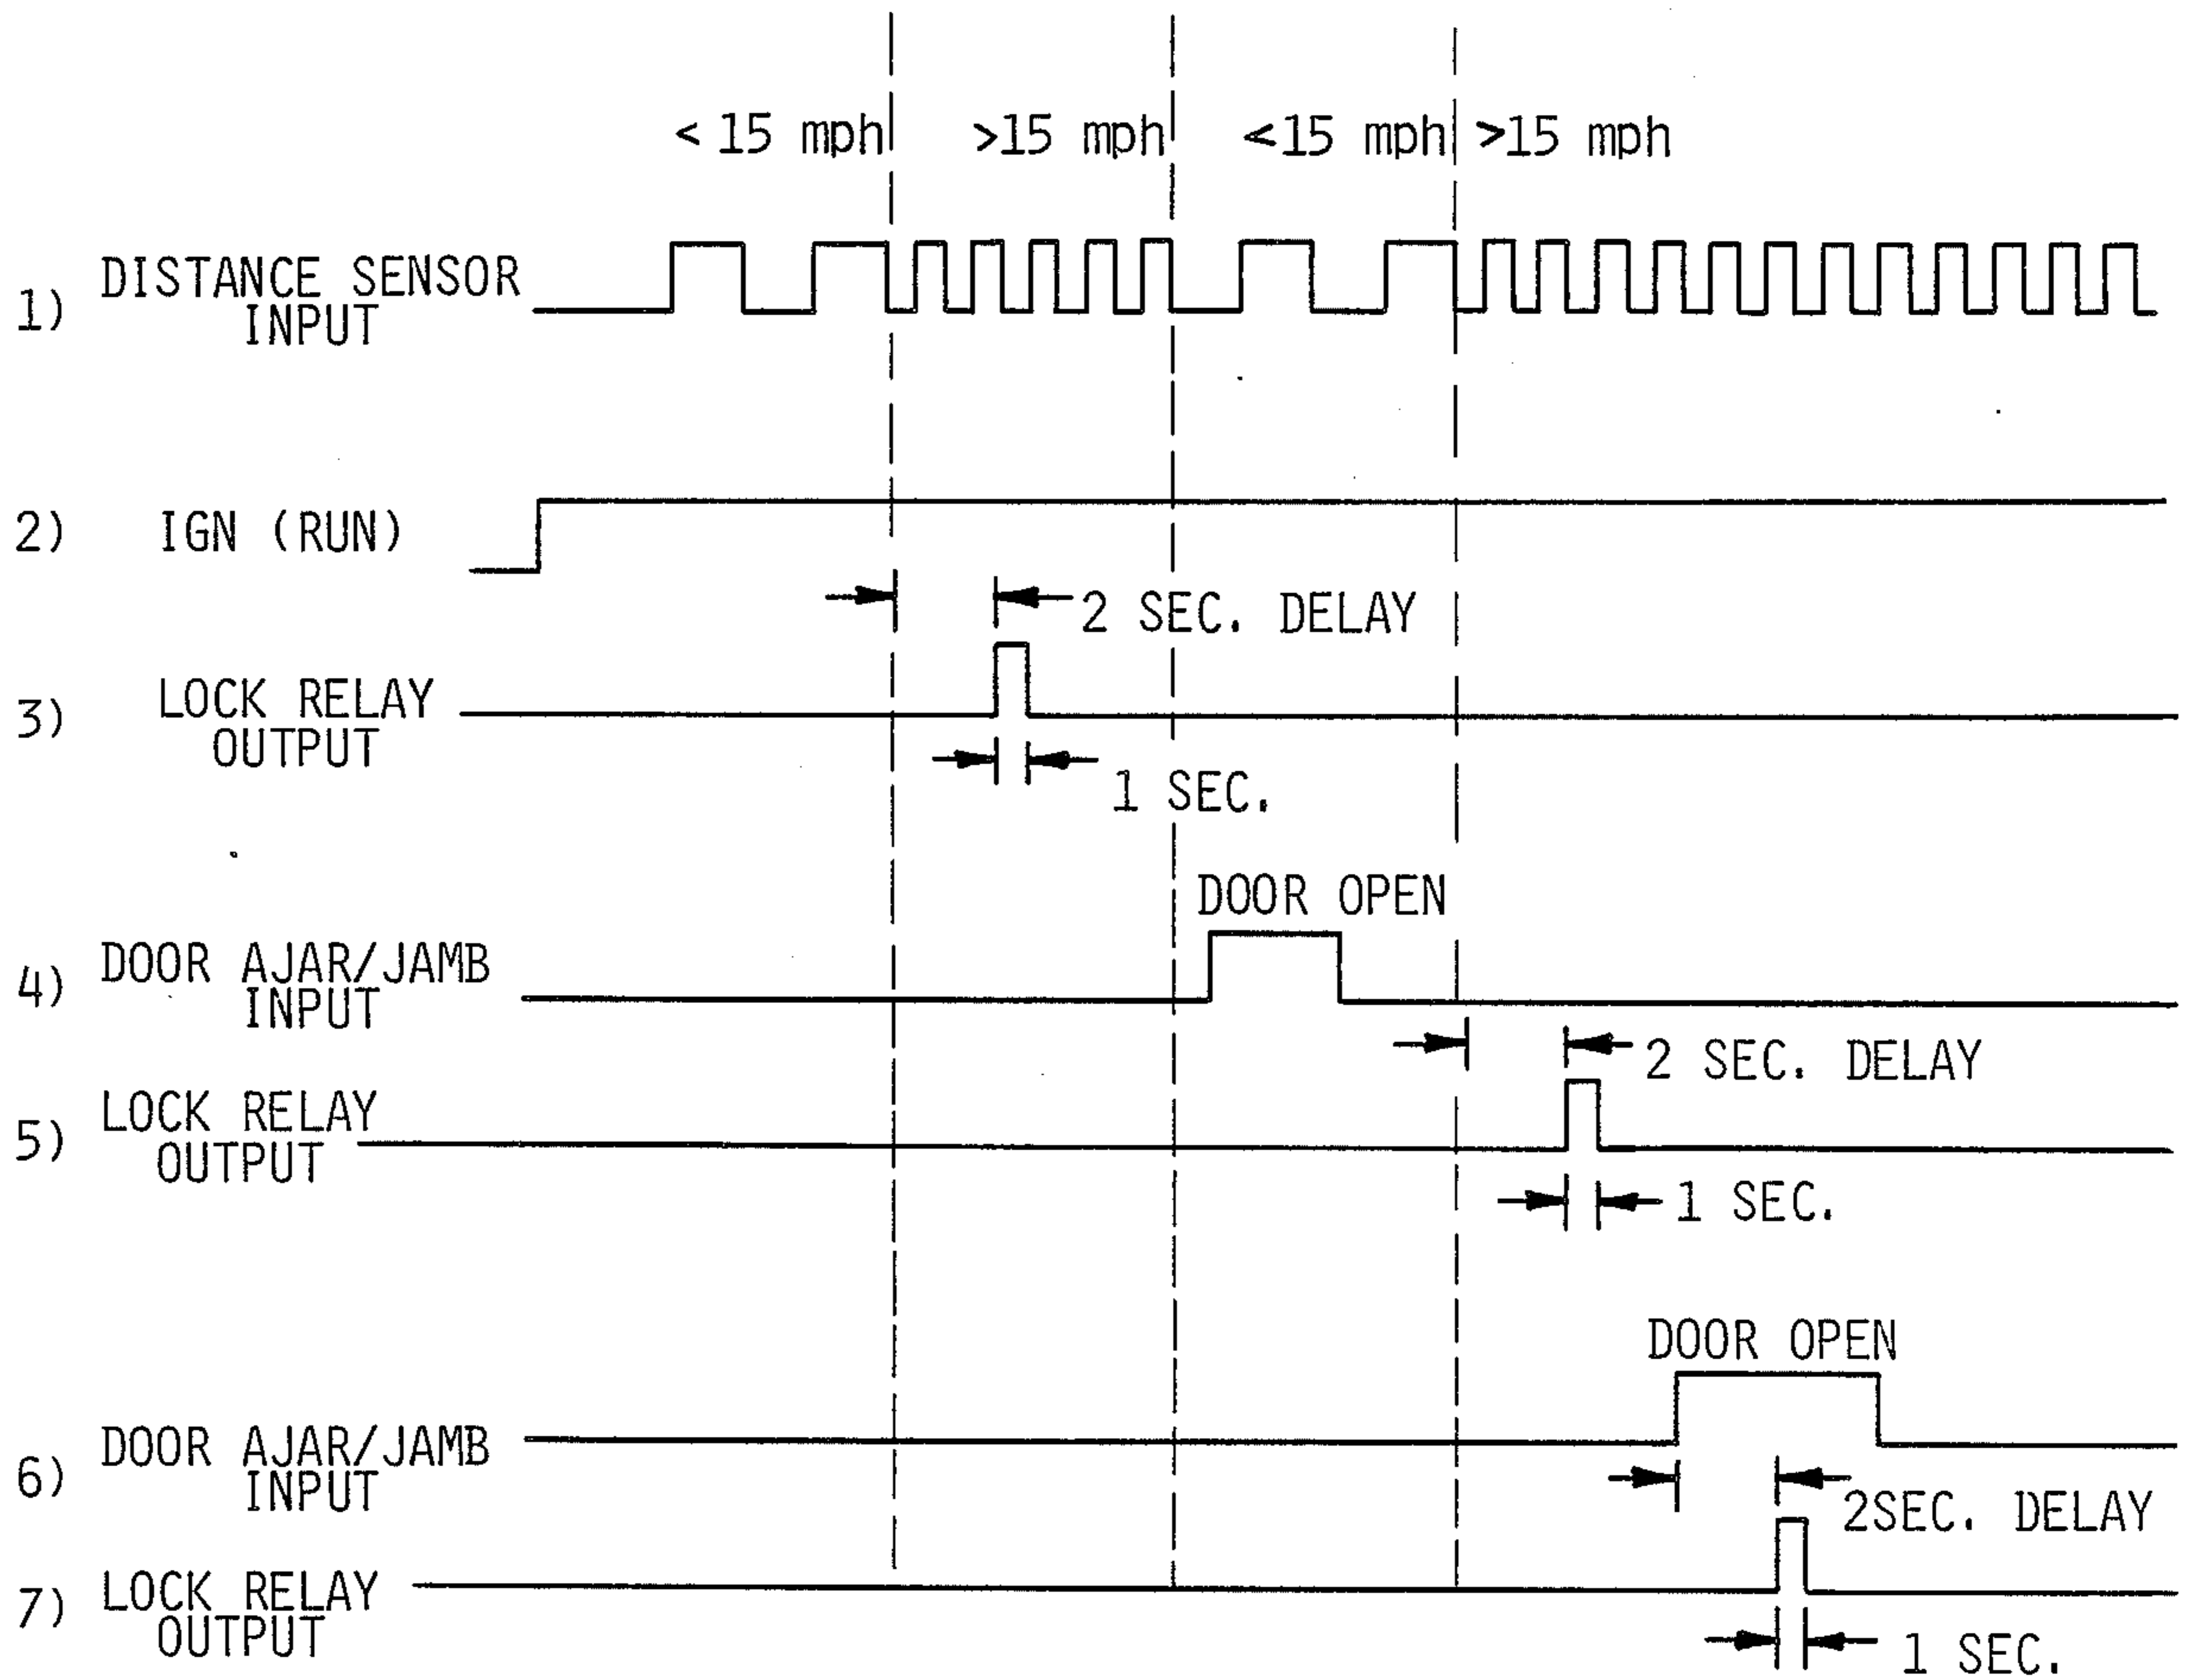 < 15 mph >15 mph <15 mph >15 mph
1) DISTANCE SENSOR
INPUT
2) IGN (RUN)
2 SEC. DELAY
3) LOCK RELAY
OUTPUT
1 SEC.
DOOR OPEN
4) DOOR AJAR/JAMB
INPUT
2 SEC. DELAY
5) LOCK RELAY
OUTPUT
1 SEC.
DOOR OPEN
6) DOOR AJAR/JAMB
INPUT
2SEC. DELAY
7) LOCK RELAY
OUTPUT
1 SEC.